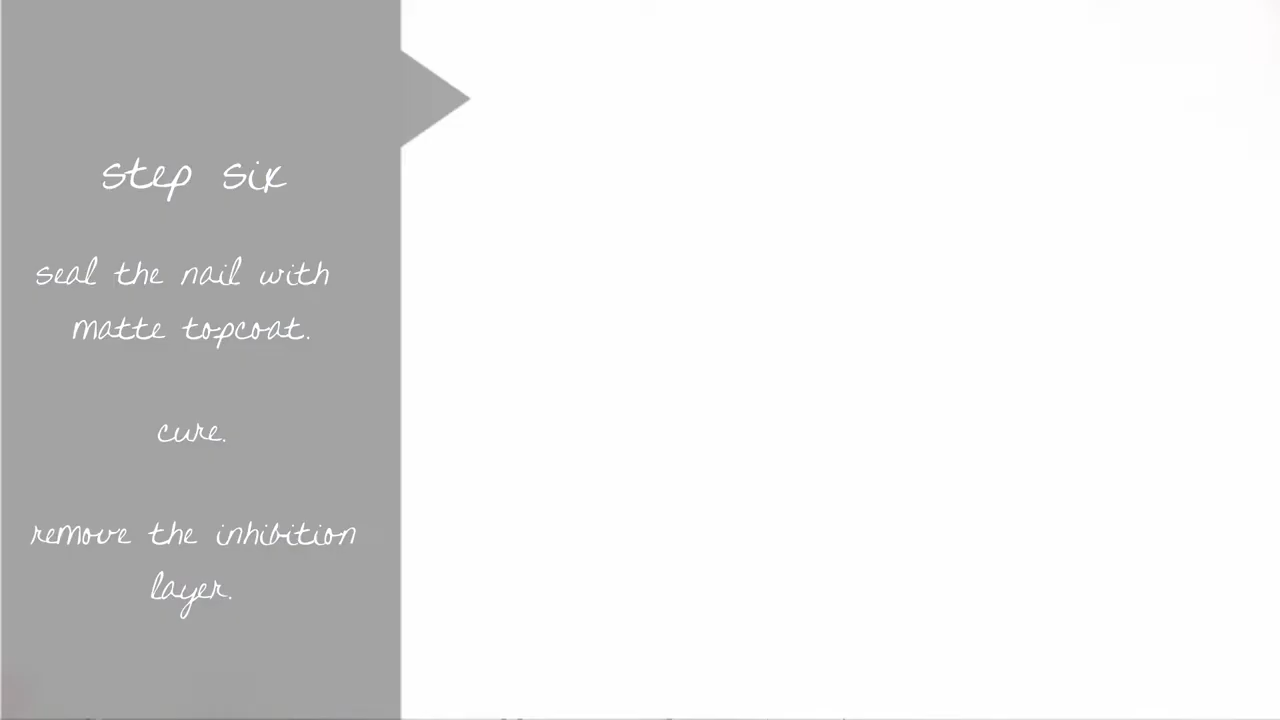 step six
seal the nail with
matte topcoat.
cure.
remove the inhibition
layer.